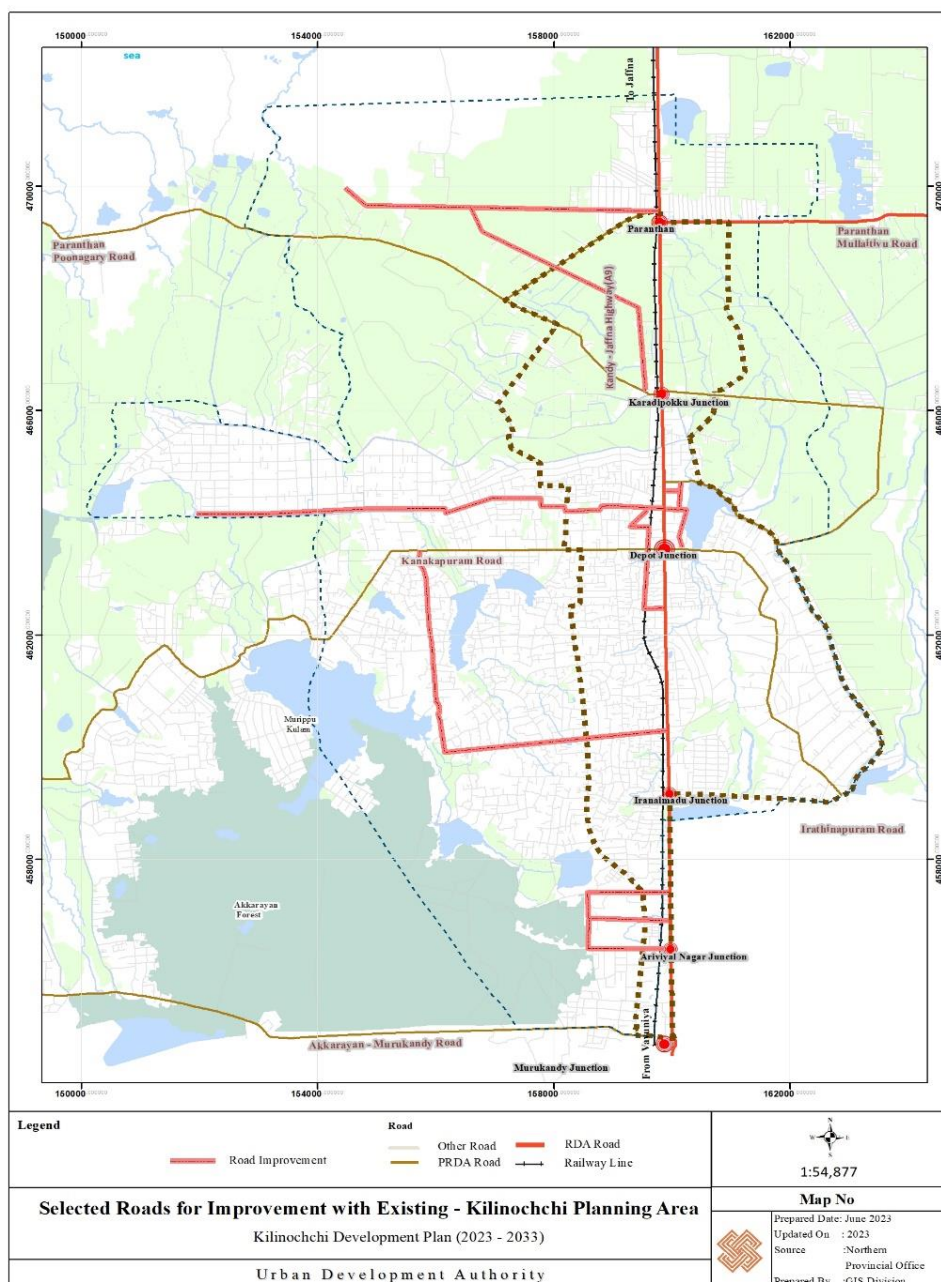 150000 154000 158000 162000
sea
To Jaffna
470000 470000
Paranthan
Poonagary Road
Paranthan
Paranthan
Mullaitivu Road
Kandy - Jaffna Highway(A9)
Karadipokku Junction
466000 466000
Kanakapuram Road
Depot Junction
462000 462000
Murippu
Kulam
Iranaimadu Junction
Irathinapuram Road
458000 458000
Akkarayan
Forest
Ariviyal Nagar Junction
Akkarayan - Murukandy Road
Murukandy Junction
From Vavuniya
150000 154000 158000 162000
Legend
Road
Road Improvement
Other Road
RDA Road
PRDA Road
Railway Line
N
W E
S
1:54,877
Selected Roads for Improvement with Existing - Kilinochchi Planning Area
Kilinochchi Development Plan (2023 - 2033)
Urban Development Authority
Map No
Prepared Date: June 2023
Updated On : 2023
Source :Northern
Provincial Office
Prepared By :GIS Division